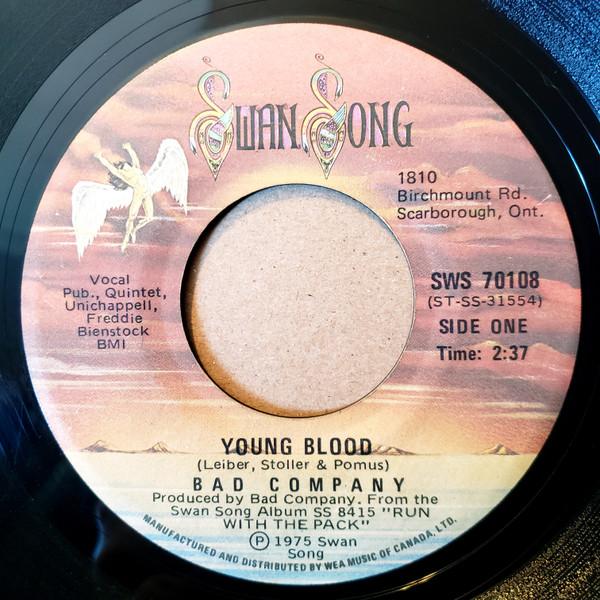 SWAN SONG
1810
Birchmount Rd.
Scarborough, Ont.
Vocal
Pub., Quintet,
Unichappell,
Freddie
Bienstock
BMI
SWS 70108
(ST-SS-31554)
SIDE ONE
Time: 2:37
YOUNG BLOOD
(Leiber, Stoller & Pomus)
BAD COMPANY
Produced by Bad Company. From the
Swan Song Album SS 8415 "RUN
WITH THE PACK"
℗ 1975 Swan
Song
MANUFACTURED AND DISTRIBUTED BY WEA MUSIC OF CANADA, LTD.